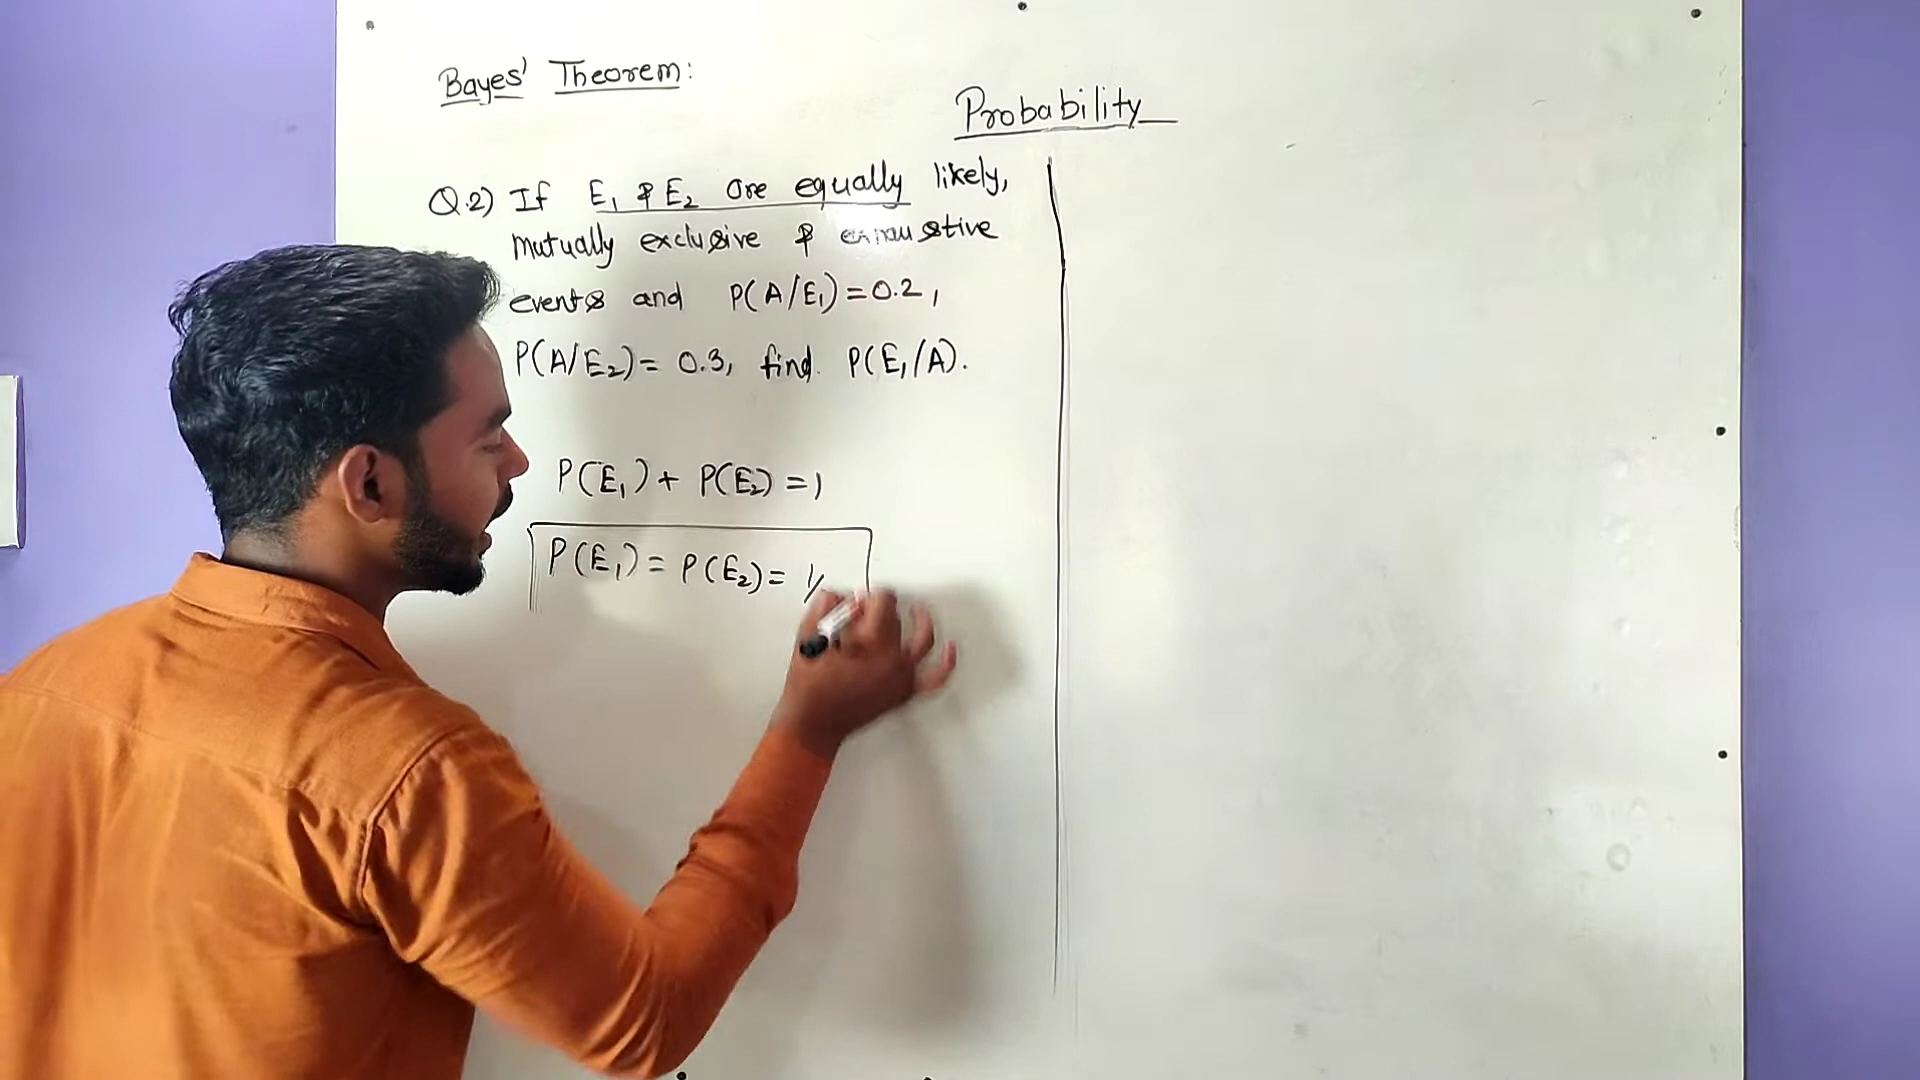 Bayes' Theorem:
Probability
Q.2) If E₁ & E₂ are equally likely,
mutually exclusive & exhaustive
events and P(A/E₁)=0.2,
P(A/E₂)= 0.3, find P(E₁/A).
P(E₁)+ P(E₂) =1
P(E₁) = P(E₂)= 1/